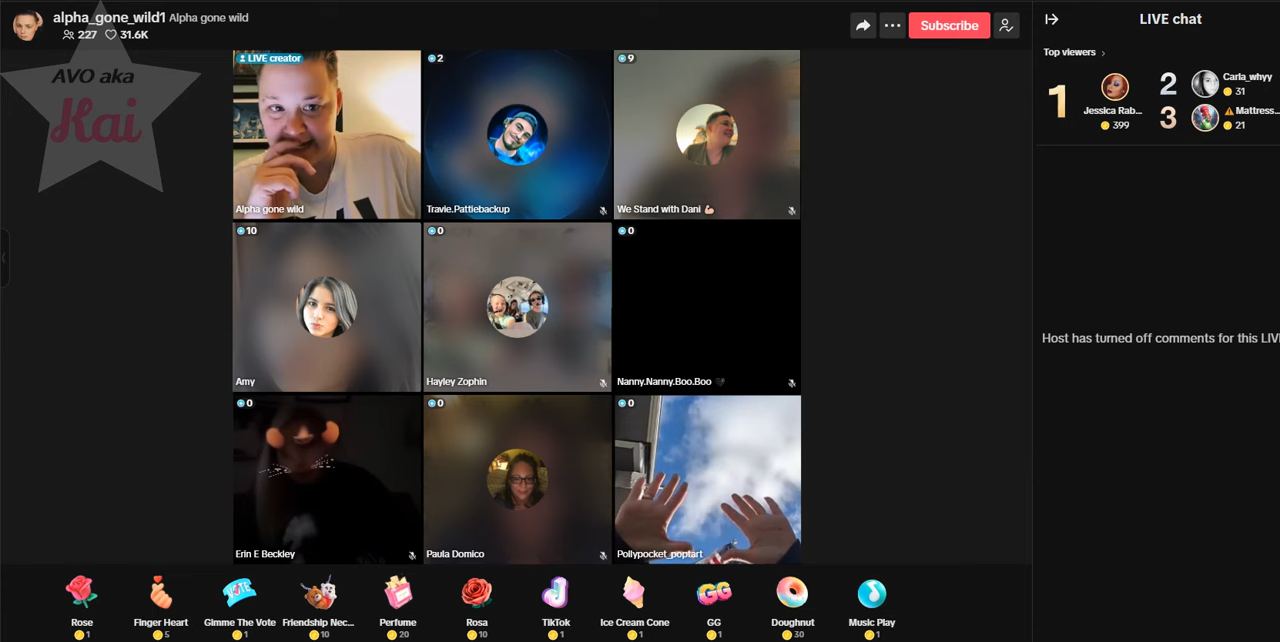 alpha_gone_wild1 Alpha gone wild
227 31.6K
Subscribe
LIVE chat
AVO aka
Kai
Top viewers
1 Jessica Rab... 399
2 Carla_whyy 31
3 Mattress... 21
LIVE creator
Alpha gone wild
2
Travie.Pattiebackup
9
We Stand with Dani
10
Amy
0
Hayley Zophin
0
Nanny.Nanny.Boo.Boo
0
Erin E Beckley
0
Paula Domico
0
Pollypocket_poptart
Host has turned off comments for this LIV
VOTE
GG
Rose
1
Finger Heart
5
Gimme The Vote
1
Friendship Nec...
10
Perfume
20
Rosa
10
TikTok
1
Ice Cream Cone
1
GG
1
Doughnut
30
Music Play
1